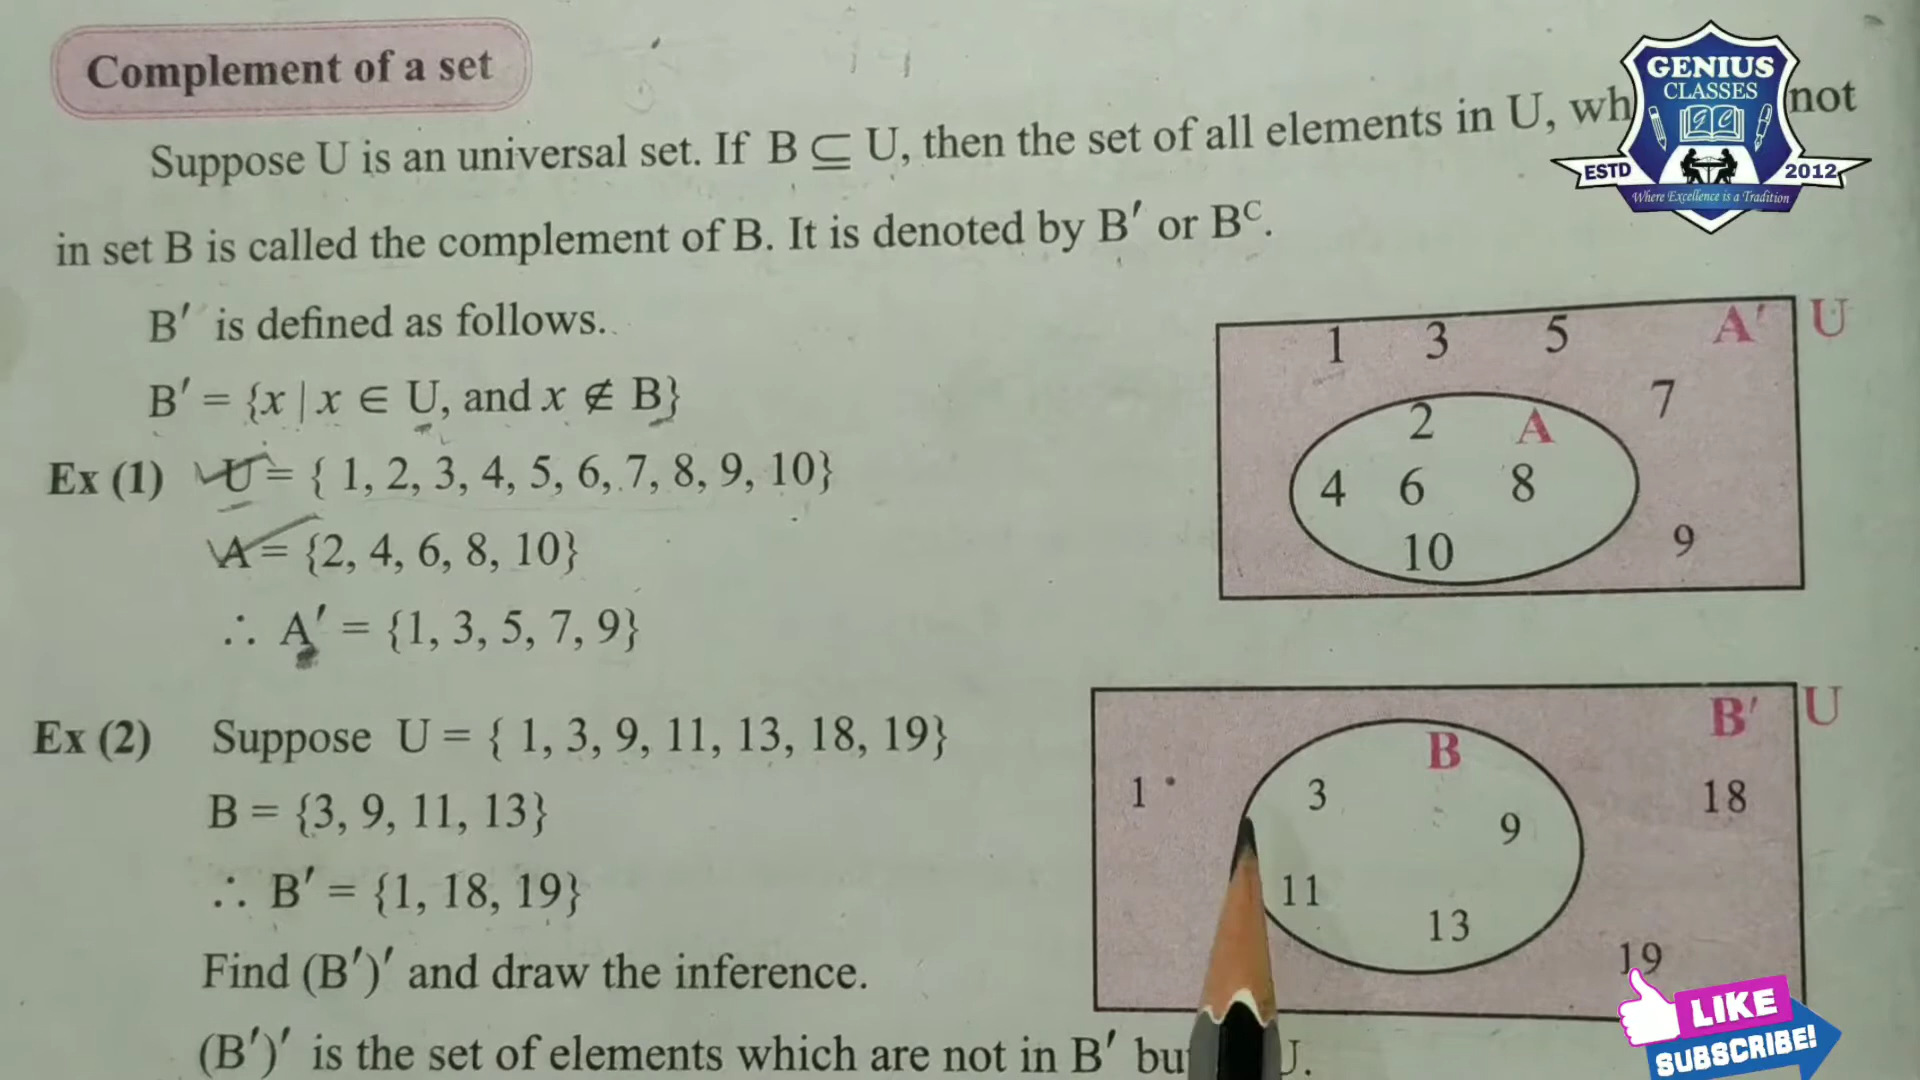 Complement of a set
Suppose U is an universal set. If B ⊆ U, then the set of all elements in U, not
in set B is called the complement of B. It is denoted by B′ or Bᶜ.
B′ is defined as follows.
B′ = {x | x ∈ U, and x ∉ B}
Ex (1) U = { 1, 2, 3, 4, 5, 6, 7, 8, 9, 10}
A = {2, 4, 6, 8, 10}
∴ A′ = {1, 3, 5, 7, 9}
Ex (2) Suppose U = { 1, 3, 9, 11, 13, 18, 19}
B = {3, 9, 11, 13}
∴ B′ = {1, 18, 19}
Find (B′)′ and draw the inference.
(B′)′ is the set of elements which are not in B′ U.
1 3 5 A′ U
7
2 A
4 6 8
10 9
B′ U
B
1 3 18
9
11
13
19
GENIUS
CLASSES
GC
ESTD 2012
Where Excellence is a Tradition
LIKE
SUBSCRIBE!